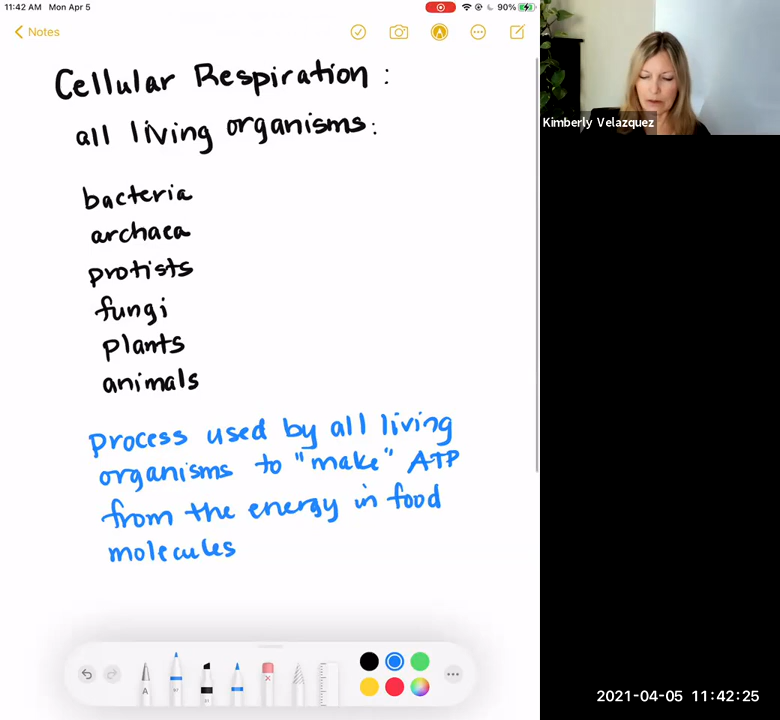 11:42 AM Mon Apr 5
90%
Notes
Cellular Respiration:
all living organisms:
bacteria
archaea
protists
fungi
plants
animals
process used by all living
organisms to "make" ATP
from the energy in food
molecules
A
Kimberly Velazquez
2021-04-05 11:42:25